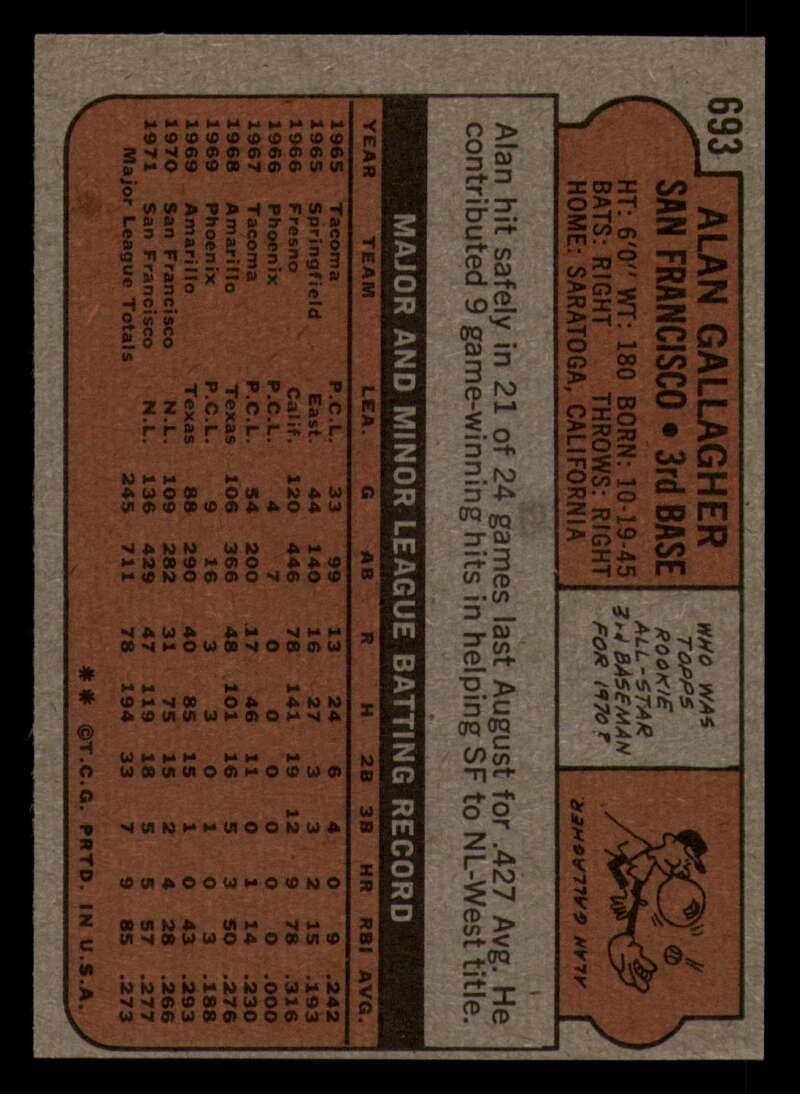 693
ALAN GALLAGHER
SAN FRANCISCO • 3rd BASE
HT: 6'0" WT: 180 BORN: 10-19-45
BATS: RIGHT THROWS: RIGHT
HOME: SARATOGA, CALIFORNIA
WHO WAS
TOPPS
ROOKIE
ALL-STAR
3rd BASEMAN
FOR 1970?
ALAN GALLAGHER
Alan hit safely in 21 of 24 games last August for .427 Avg. He
contributed 9 game-winning hits in helping SF to NL-West title.
MAJOR AND MINOR LEAGUE BATTING RECORD
YEAR TEAM LEA. G AB R H 2B 3B HR RBI AVG.
1965 Tacoma P.C.L. 33 99 13 24 6 4 0 9 .242
1965 Springfield East. 44 140 16 27 3 3 2 15 .193
1966 Fresno Calif. 120 446 78 141 19 12 9 78 .316
1966 Phoenix P.C.L. 4 7 0 0 0 0 0 0 .000
1967 Tacoma P.C.L. 54 200 17 46 11 0 1 14 .230
1968 Amarillo Texas 106 366 48 101 16 5 3 50 .276
1969 Phoenix P.C.L. 9 16 3 3 0 1 0 3 .188
1969 Amarillo Texas 88 290 40 85 15 1 0 43 .293
1970 San Francisco N.L. 109 282 31 75 15 2 4 28 .266
1971 San Francisco N.L. 136 429 47 119 18 5 5 57 .277
Major League Totals 245 711 78 194 33 7 9 85 .273
** ©T.C.G. PRTD. IN U.S.A.